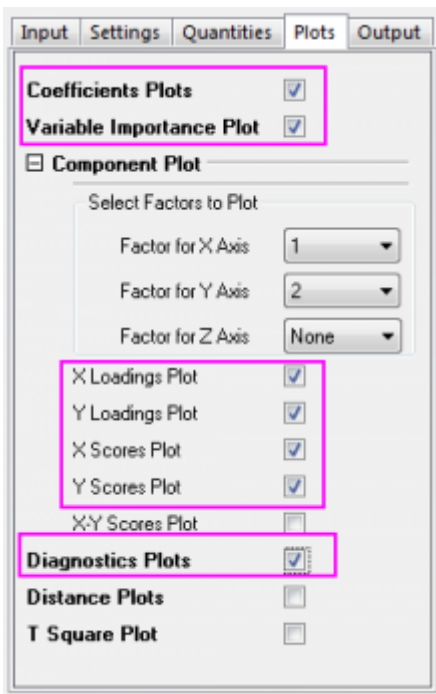 Input Settings Quantities Plots Output
Coefficients Plots
Variable Importance Plot
Component Plot
Select Factors to Plot
Factor for X Axis 1
Factor for Y Axis 2
Factor for Z Axis None
X Loadings Plot
Y Loadings Plot
X Scores Plot
Y Scores Plot
X-Y Scores Plot
Diagnostics Plots
Distance Plots
T Square Plot